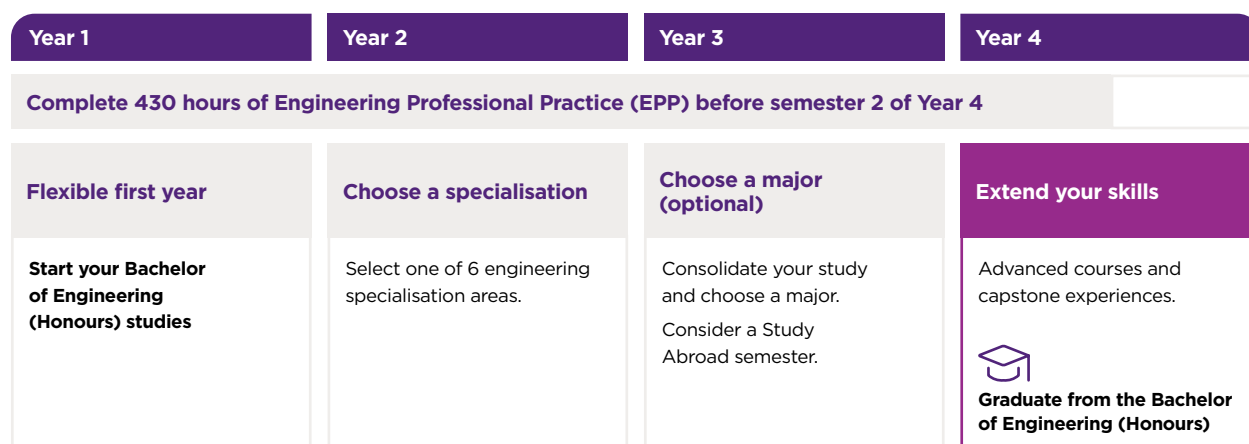 Year 1
Year 2
Year 3
Year 4
Complete 430 hours of Engineering Professional Practice (EPP) before semester 2 of Year 4
Flexible first year
Start your Bachelor
of Engineering
(Honours) studies
Choose a specialisation
Select one of 6 engineering
specialisation areas.
Choose a major
(optional)
Consolidate your study
and choose a major.
Consider a Study
Abroad semester.
Extend your skills
Advanced courses and
capstone experiences.
Graduate from the Bachelor
of Engineering (Honours)